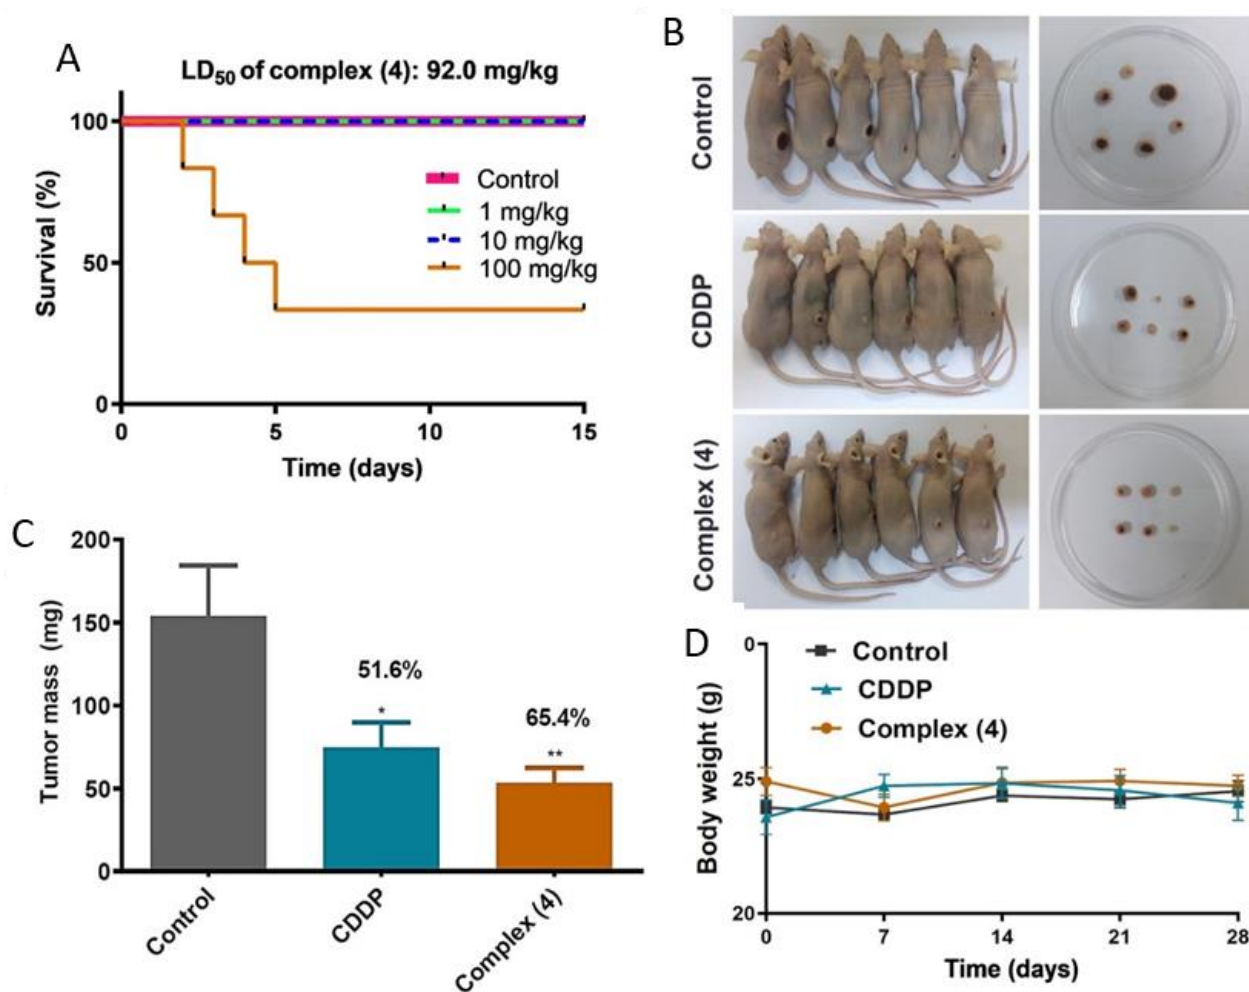 A
LD50 of complex (4): 92.0 mg/kg
Survival (%)
100
50
0
Control
1 mg/kg
10 mg/kg
100 mg/kg
0 5 10 15
Time (days)
B
Control
CDDP
Complex (4)
C
Tumor mass (mg)
200
150
100
50
0
51.6%
*
65.4%
**
Control
CDDP
Complex (4)
D
Body weight (g)
0
25
20
Control
CDDP
Complex (4)
0 7 14 21 28
Time (days)